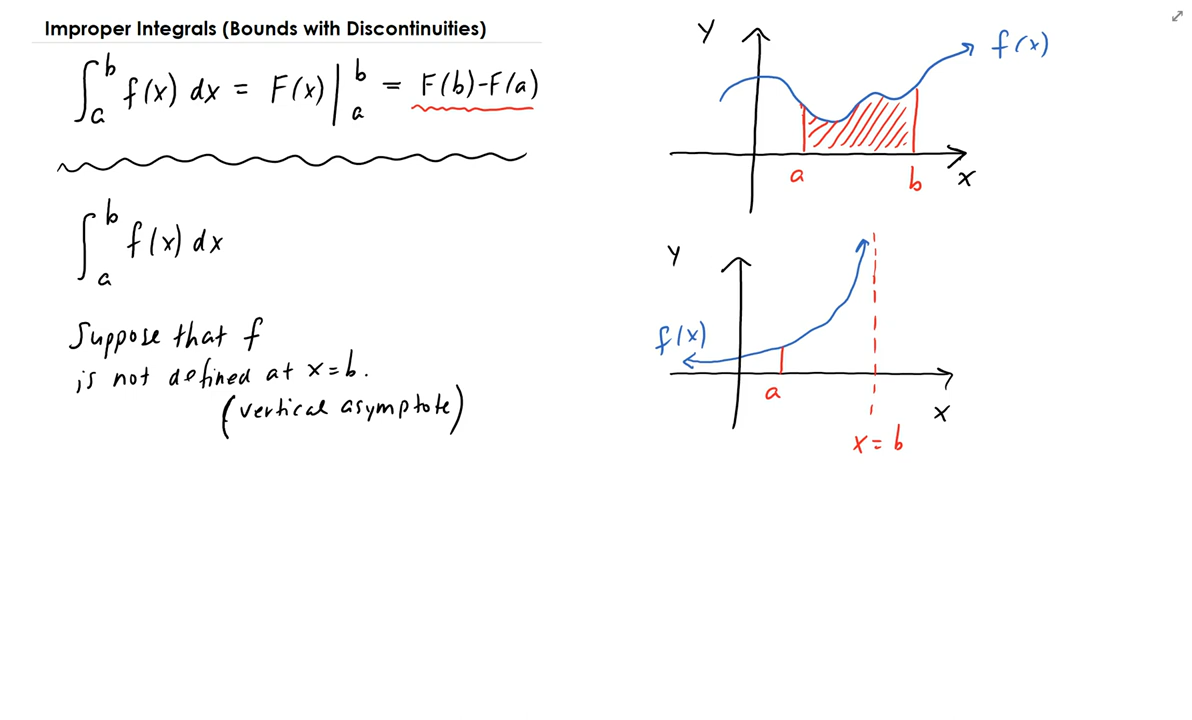 Improper Integrals (Bounds with Discontinuities)
∫_a^b f(x) dx = F(x)|_a^b = F(b)-F(a)
∫_a^b f(x) dx
Suppose that f
is not defined at x=b.
(vertical asymptote)
y
f(x)
a
b
x
y
f(x)
a
x
x = b